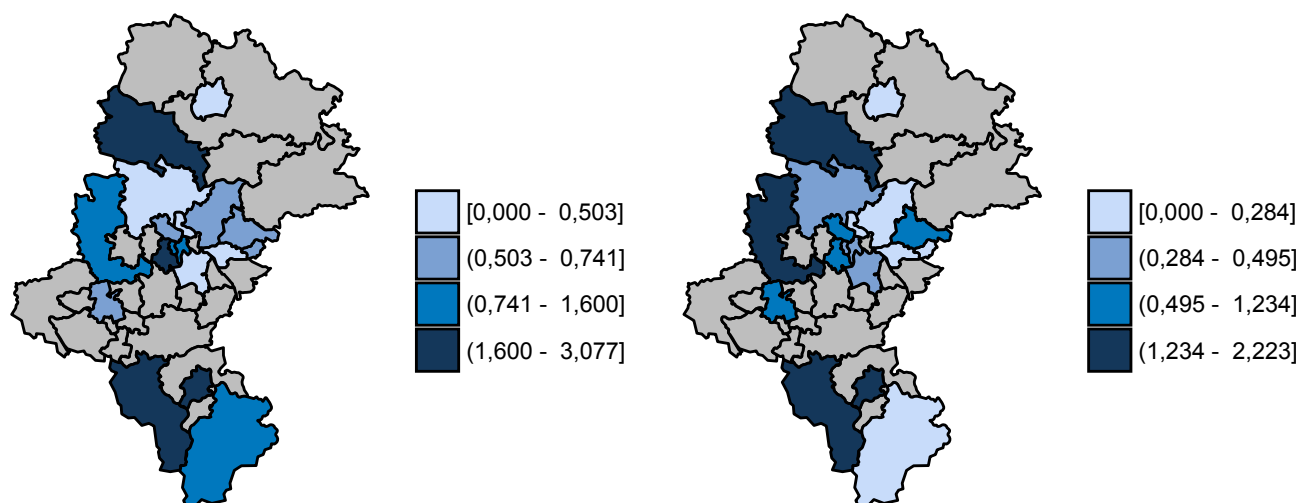 [0,000 - 0,503]
(0,503 - 0,741]
(0,741 - 1,600]
(1,600 - 3,077]
[0,000 - 0,284]
(0,284 - 0,495]
(0,495 - 1,234]
(1,234 - 2,223]